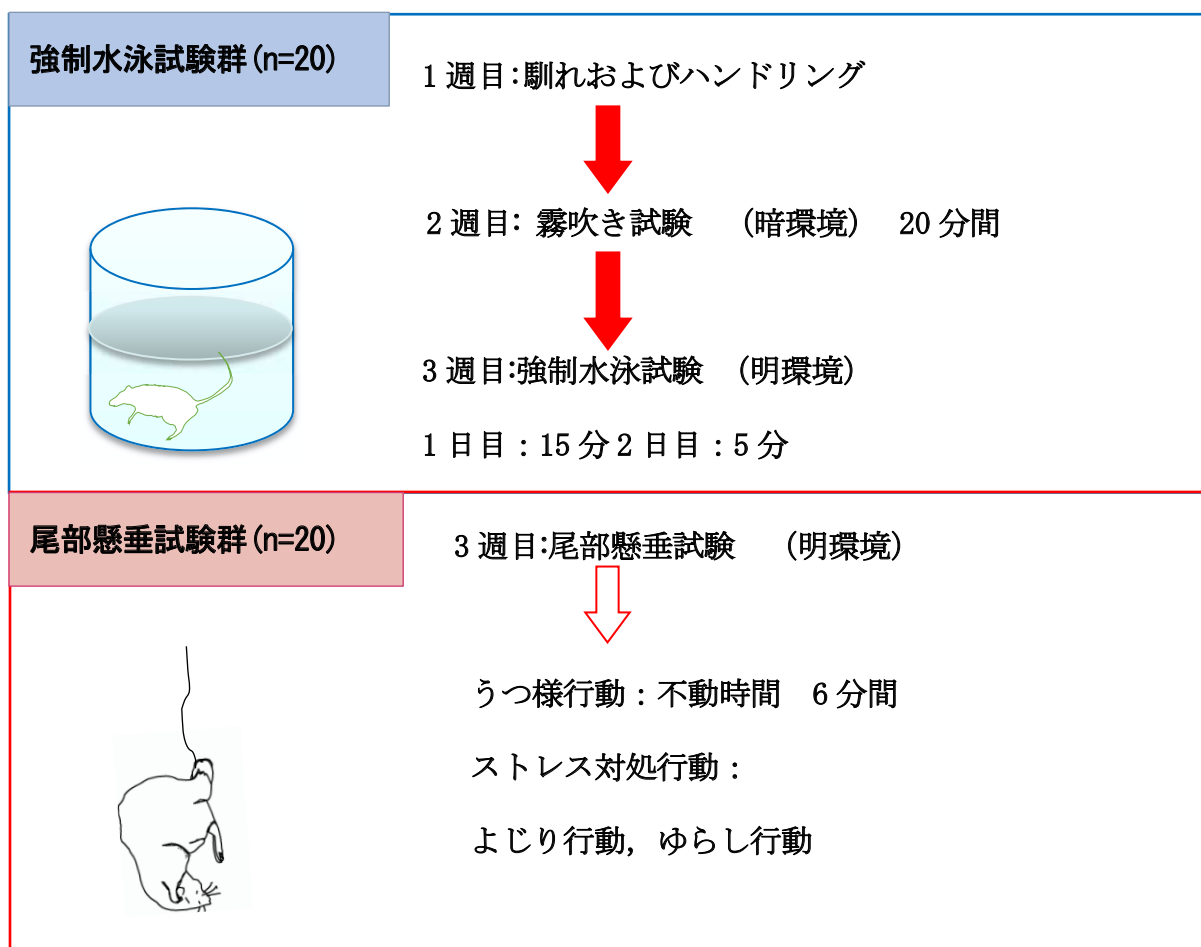 強制水泳試験群(n=20)
1週目:馴れおよびハンドリング
2週目: 霧吹き試験 (暗環境) 20分間
3週目:強制水泳試験 (明環境)
1日目:15分2日目:5分
尾部懸垂試験群(n=20)
3週目:尾部懸垂試験 (明環境)
うつ様行動:不動時間 6分間
ストレス対処行動:
よじり行動, ゆらし行動